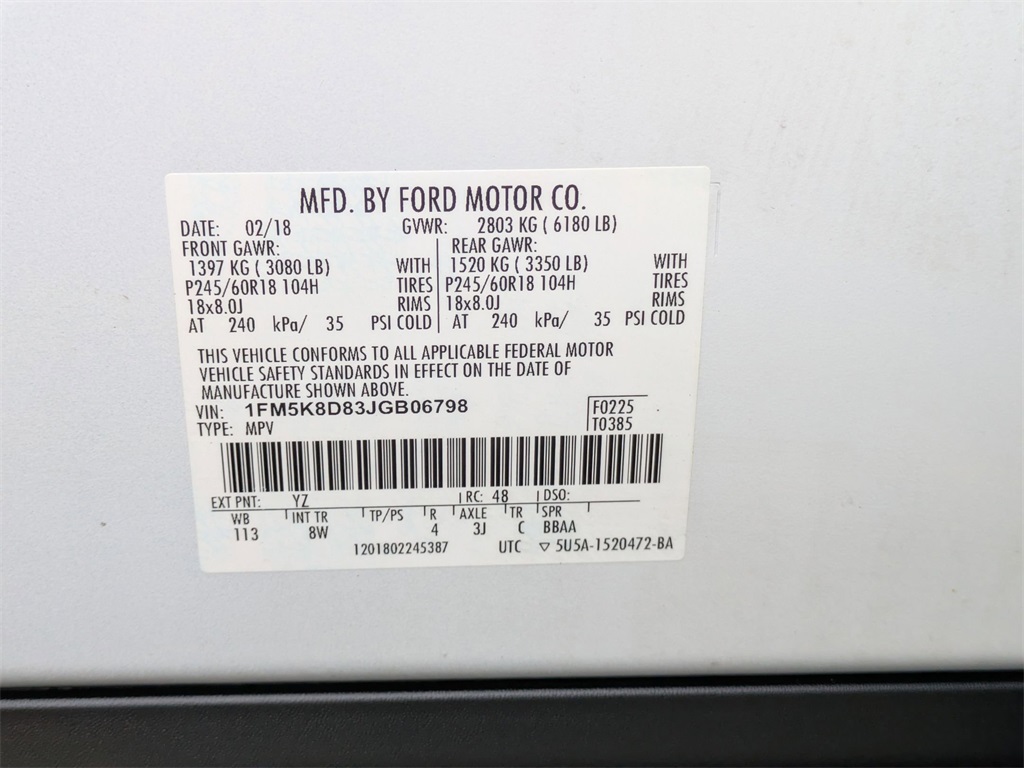 MFD. BY FORD MOTOR CO.
DATE: 02/18 GVWR: 2803 KG ( 6180 LB)
FRONT GAWR: REAR GAWR:
1397 KG ( 3080 LB) WITH 1520 KG ( 3350 LB) WITH
P245/60R18 104H TIRES P245/60R18 104H TIRES
18x8.0J RIMS 18x8.0J RIMS
AT 240 kPa/ 35 PSI COLD AT 240 kPa/ 35 PSI COLD
THIS VEHICLE CONFORMS TO ALL APPLICABLE FEDERAL MOTOR
VEHICLE SAFETY STANDARDS IN EFFECT ON THE DATE OF
MANUFACTURE SHOWN ABOVE.
VIN: 1FM5K8D83JGB06798 F0225
TYPE: MPV T0385
EXT PNT: YZ RC: 48 DSO:
WB INT TR TP/PS R AXLE TR SPR
113 8W 4 3J C BBAA
1201802245387 UTC ▽ 5U5A-1520472-BA